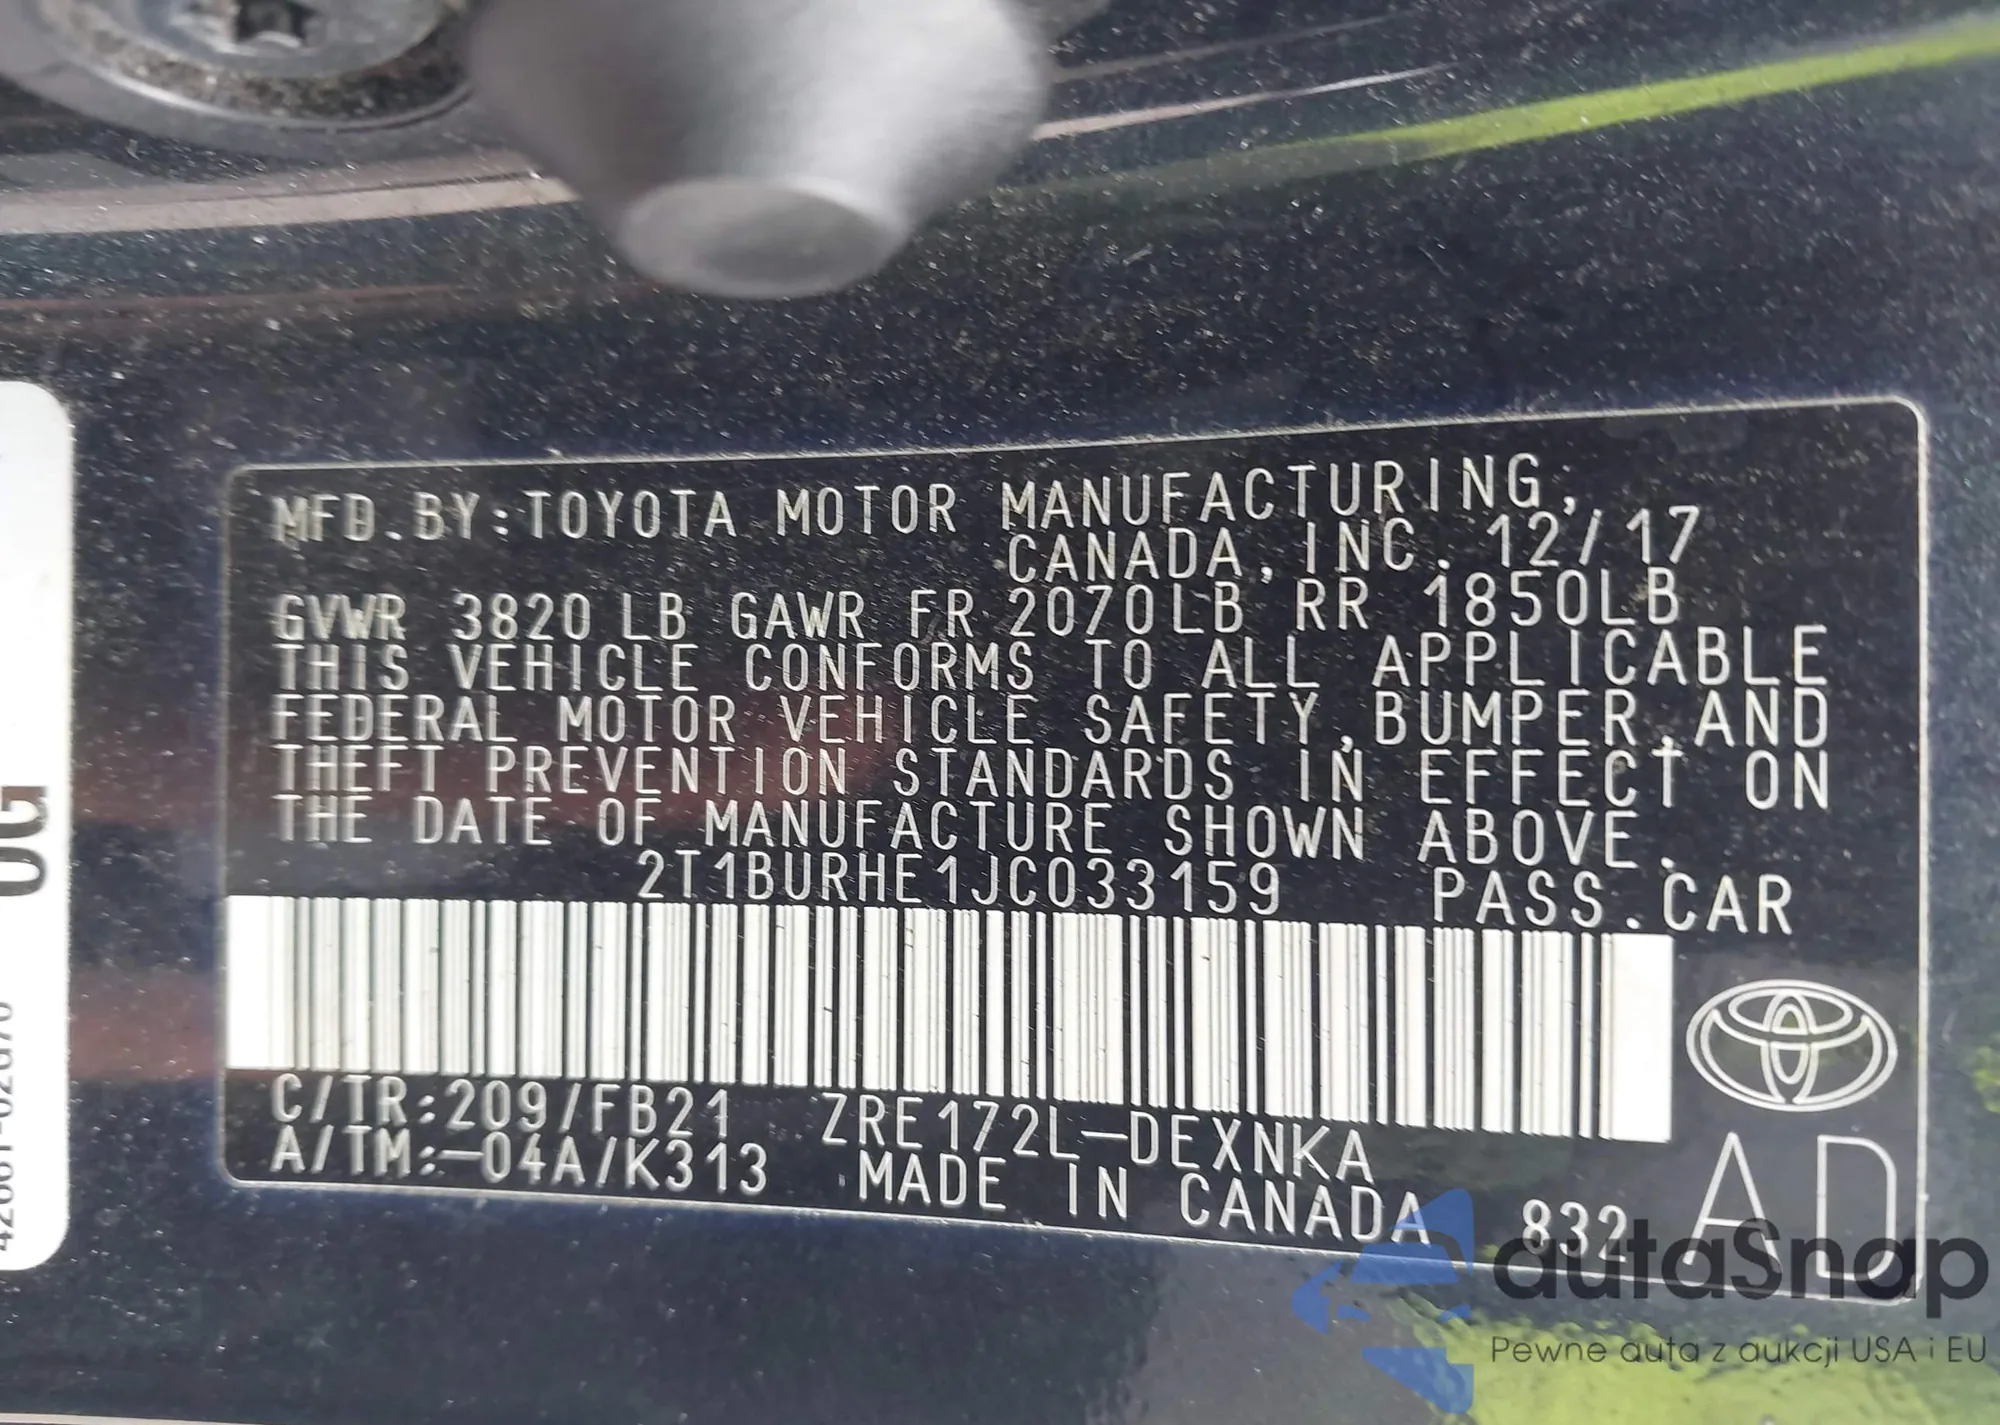 MFD.BY:TOYOTA MOTOR MANUFACTURING,
CANADA, INC. 12/17
GVWR 3820 LB GAWR FR 2070LB RR 1850LB
THIS VEHICLE CONFORMS TO ALL APPLICABLE
FEDERAL MOTOR VEHICLE SAFETY, BUMPER, AND
THEFT PREVENTION STANDARDS IN EFFECT ON
THE DATE OF MANUFACTURE SHOWN ABOVE.
2T1BURHE1JC033159 PASS.CAR
C/TR:209/FB21 ZRE172L-DEXNKA
A/TM:-04A/K313 MADE IN CANADA 832 AD
autaSnap
Pewne auta z aukcji USA i EU